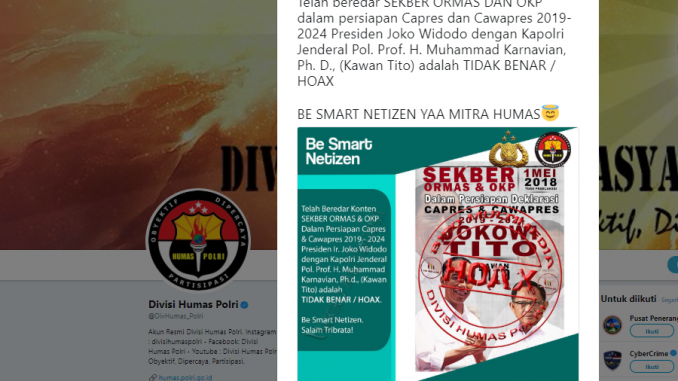 Telah beredar SEKBER ORMAS DAN OKP
dalam persiapan Capres dan Cawapres 2019-
2024 Presiden Joko Widodo dengan Kapolri
Jenderal Pol. Prof. H. Muhammad Karnavian,
Ph. D., (Kawan Tito) adalah TIDAK BENAR /
HOAX
BE SMART NETIZEN YAA MITRA HUMAS😇
Be Smart
Netizen
Telah Beredar Konten
SEKBER ORMAS & OKP
Dalam Persiapan Capres
& Cawapres 2019 - 2024
Presiden Ir. Joko Widodo
dengan Kapolri Jenderal
Pol. Prof. H. Muhammad
Karnavian, Ph.d., (Kawan
Tito) adalah
TIDAK BENAR / HOAX.
Be Smart Netizen.
Salam Tribrata!
SEKBER
ORMAS & OKP
1 MEI
2018
Dalam Persiapan Deklarasi
CAPRES & CAWAPRES
2019 - 2024
JOKOWI
TITO
HOAX
DIVISI HUMAS POLRI
DIV
ASYA
OBYEKTIF DIPERCAYA
HUMAS POLRI
PARTISIPASI
Divisi Humas Polri
@DivHumas_Polri
Akun Resmi Divisi Humas Polri. Instagram
: divisihumaspolri - Facebook: Divisi
Humas Polri - Youtube : Divisi Humas Polri
Obyektif. Dipercaya, Partisipasi.
humas.polri.go.id
Untuk diikuti
Pusat Penerang
Ikuti
CyberCrime
Ikuti